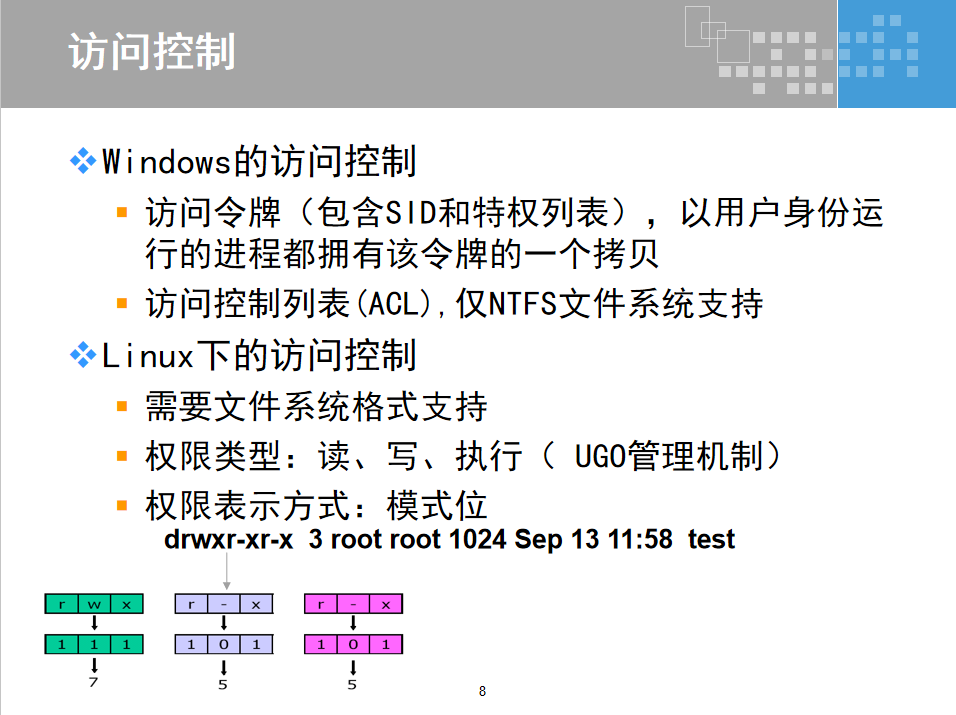 访问控制
Windows的访问控制
访问令牌（包含SID和特权列表），以用户身份运
行的进程都拥有该令牌的一个拷贝
访问控制列表(ACL),仅NTFS文件系统支持
Linux下的访问控制
需要文件系统格式支持
权限类型：读、写、执行（ UGO管理机制）
权限表示方式：模式位
drwxr-xr-x 3 root root 1024 Sep 13 11:58 test
r w x r - x r - x
1 1 1 1 0 1 1 0 1
7 5 5
8